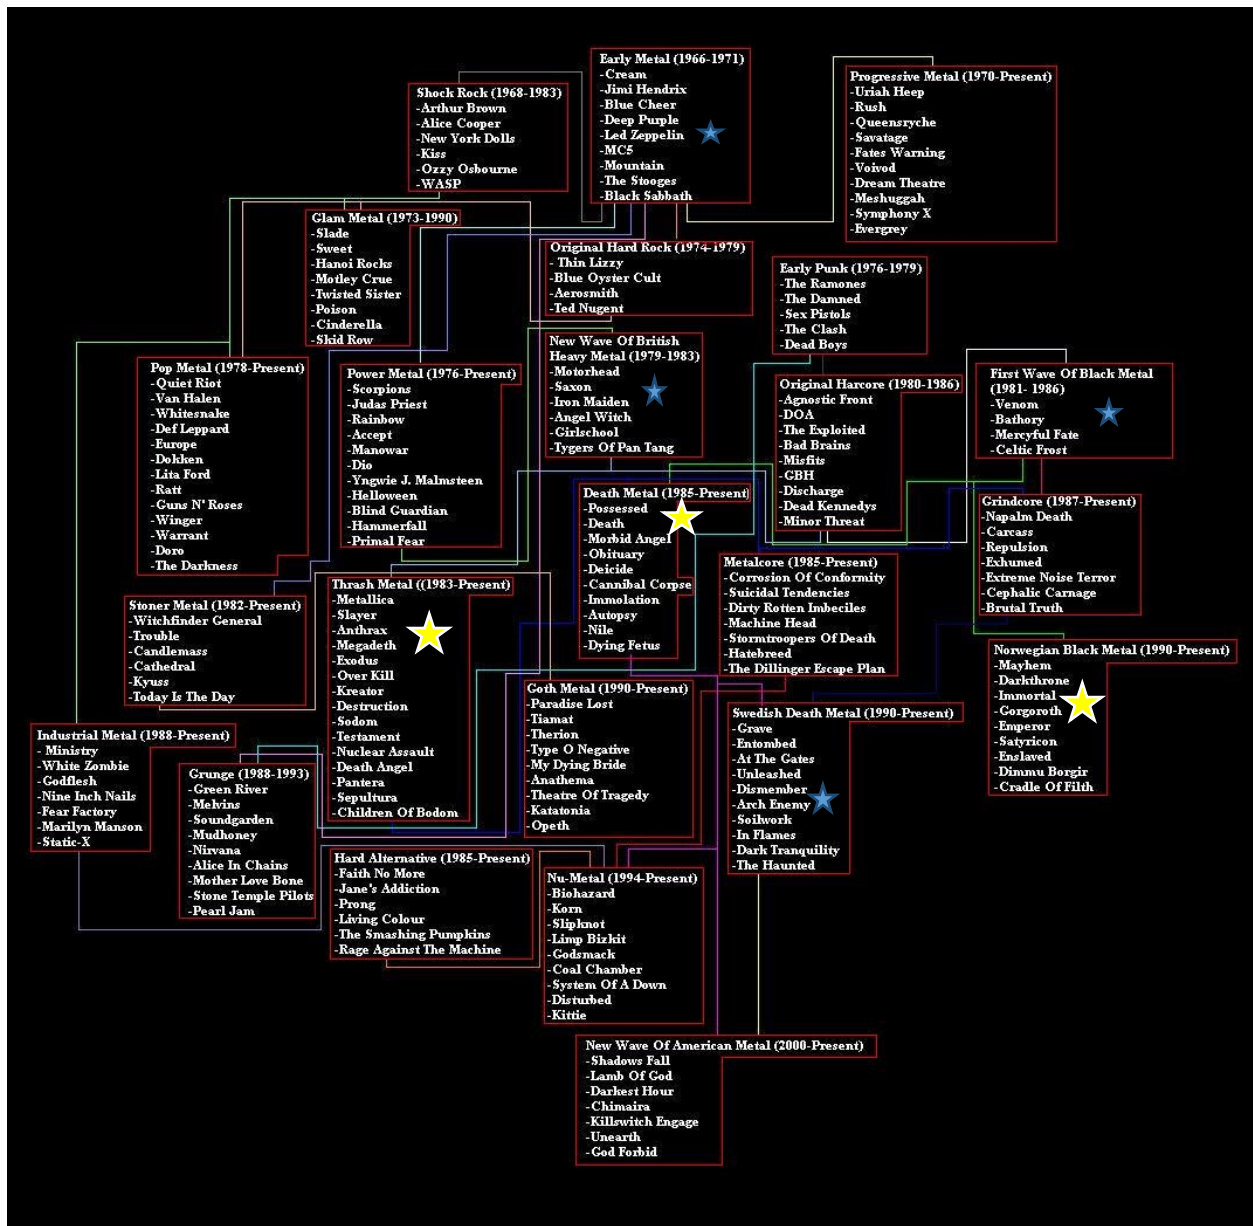 Early Metal (1966-1971)
-Cream
-Jimi Hendrix
-Blue Cheer
-Deep Purple
-Led Zeppelin
-MC5
-Mountain
-The Stooges
-Black Sabbath
Progressive Metal (1970-Present)
-Uriah Heep
-Rush
-Queensryche
-Savatage
-Fates Warning
-Voivod
-Dream Theatre
-Meshuggah
-Symphony X
-Evergrey
Shock Rock (1968-1983)
-Arthur Brown
-Alice Cooper
-New York Dolls
-Kiss
-Ozzy Osbourne
-WASP
Glam Metal (1973-1990)
-Slade
-Sweet
-Hanoi Rocks
-Motley Crue
-Twisted Sister
-Poison
-Cinderella
-Skid Row
Original Hard Rock (1974-1979)
- Thin Lizzy
-Blue Oyster Cult
-Aerosmith
-Ted Nugent
Early Punk (1976-1979)
-The Ramones
-The Damned
-Sex Pistols
-The Clash
-Dead Boys
Pop Metal (1978-Present)
-Quiet Riot
-Van Halen
-Whitesnake
-Def Leppard
-Europe
-Dokken
-Lita Ford
-Ratt
-Guns N' Roses
-Winger
-Warrant
-Doro
-The Darkness
Power Metal (1976-Present)
-Scorpions
-Judas Priest
-Rainbow
-Accept
-Manowar
-Dio
-Yngwie J. Malmsteen
-Helloween
-Blind Guardian
-Hammerfall
-Primal Fear
New Wave Of British
Heavy Metal (1979-1983)
-Motorhead
-Saxon
-Iron Maiden
-Angel Witch
-Girlschool
-Tygers Of Pan Tang
Original Harcore (1980-1986)
-Agnostic Front
-DOA
-The Exploited
-Bad Brains
-Misfits
-GBH
-Discharge
-Dead Kennedys
-Minor Threat
First Wave Of Black Metal
(1981- 1986)
-Venom
-Bathory
-Mercyful Fate
-Celtic Frost
Death Metal (1985-Present)
-Possessed
-Death
-Morbid Angel
-Obituary
-Deicide
-Cannibal Corpse
-Immolation
-Autopsy
-Nile
-Dying Fetus
Grindcore (1987-Present)
-Napalm Death
-Carcass
-Repulsion
-Exhumed
-Extreme Noise Terror
-Cephalic Carnage
-Brutal Truth
Metalcore (1985-Present)
-Corrosion Of Conformity
-Suicidal Tendencies
-Dirty Rotten Imbeciles
-Machine Head
-Stormtroopers Of Death
-Hatebreed
-The Dillinger Escape Plan
Stoner Metal (1982-Present)
-Witchfinder General
-Trouble
-Candlemass
-Cathedral
-Kyuss
-Today Is The Day
Thrash Metal ((1983-Present)
-Metallica
-Slayer
-Anthrax
-Megadeth
-Exodus
-Over Kill
-Kreator
-Destruction
-Sodom
-Testament
-Nuclear Assault
-Death Angel
-Pantera
-Sepultura
-Children Of Bodom
Norwegian Black Metal (1990-Present)
-Mayhem
-Darkthrone
-Immortal
-Gorgoroth
-Emperor
-Satyricon
-Enslaved
-Dimmu Borgir
-Cradle Of Filth
Goth Metal (1990-Present)
-Paradise Lost
-Tiamat
-Therion
-Type O Negative
-My Dying Bride
-Anathema
-Theatre Of Tragedy
-Katatonia
-Opeth
Swedish Death Metal (1990-Present)
-Grave
-Entombed
-At The Gates
-Unleashed
-Dismember
-Arch Enemy
-Soilwork
-In Flames
-Dark Tranquility
-The Haunted
Industrial Metal (1988-Present)
- Ministry
-White Zombie
-Godflesh
-Nine Inch Nails
-Fear Factory
-Marilyn Manson
-Static-X
Grunge (1988-1993)
-Green River
-Melvins
-Soundgarden
-Mudhoney
-Nirvana
-Alice In Chains
-Mother Love Bone
-Stone Temple Pilots
-Pearl Jam
Hard Alternative (1985-Present)
-Faith No More
-Jane's Addiction
-Prong
-Living Colour
-The Smashing Pumpkins
-Rage Against The Machine
Nu-Metal (1994-Present)
-Biohazard
-Korn
-Slipknot
-Limp Bizkit
-Godsmack
-Coal Chamber
-System Of A Down
-Disturbed
-Kittie
New Wave Of American Metal (2000-Present)
-Shadows Fall
-Lamb Of God
-Darkest Hour
-Chimaira
-Killswitch Engage
-Unearth
-God Forbid